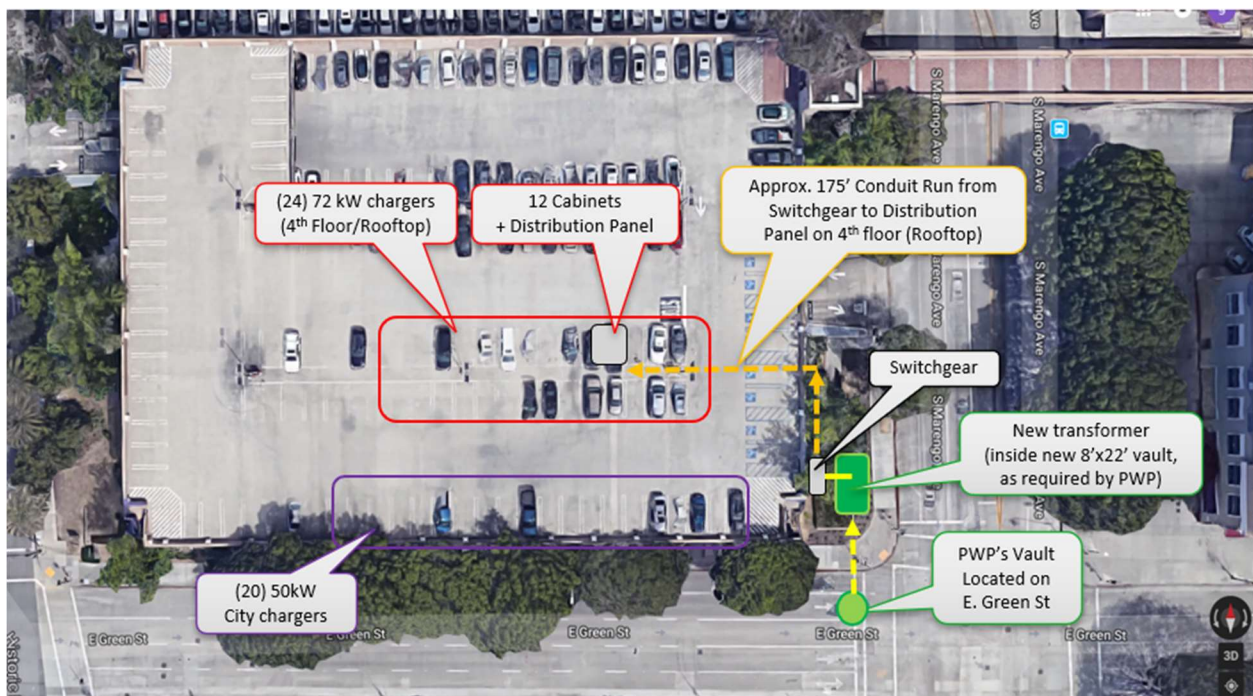 S Marengo Ave
S Marengo Ave
(24) 72 kW chargers
(4th Floor/Rooftop)
12 Cabinets
+ Distribution Panel
Approx. 175' Conduit Run from
Switchgear to Distribution
Panel on 4th floor (Rooftop)
S Marengo Ave
Switchgear
New transformer
(inside new 8'x22' vault,
as required by PWP)
(20) 50kW
City chargers
PWP's Vault
Located on
E. Green St
E Green St
E Green St
E Green St
E Green St
E Green St
3D